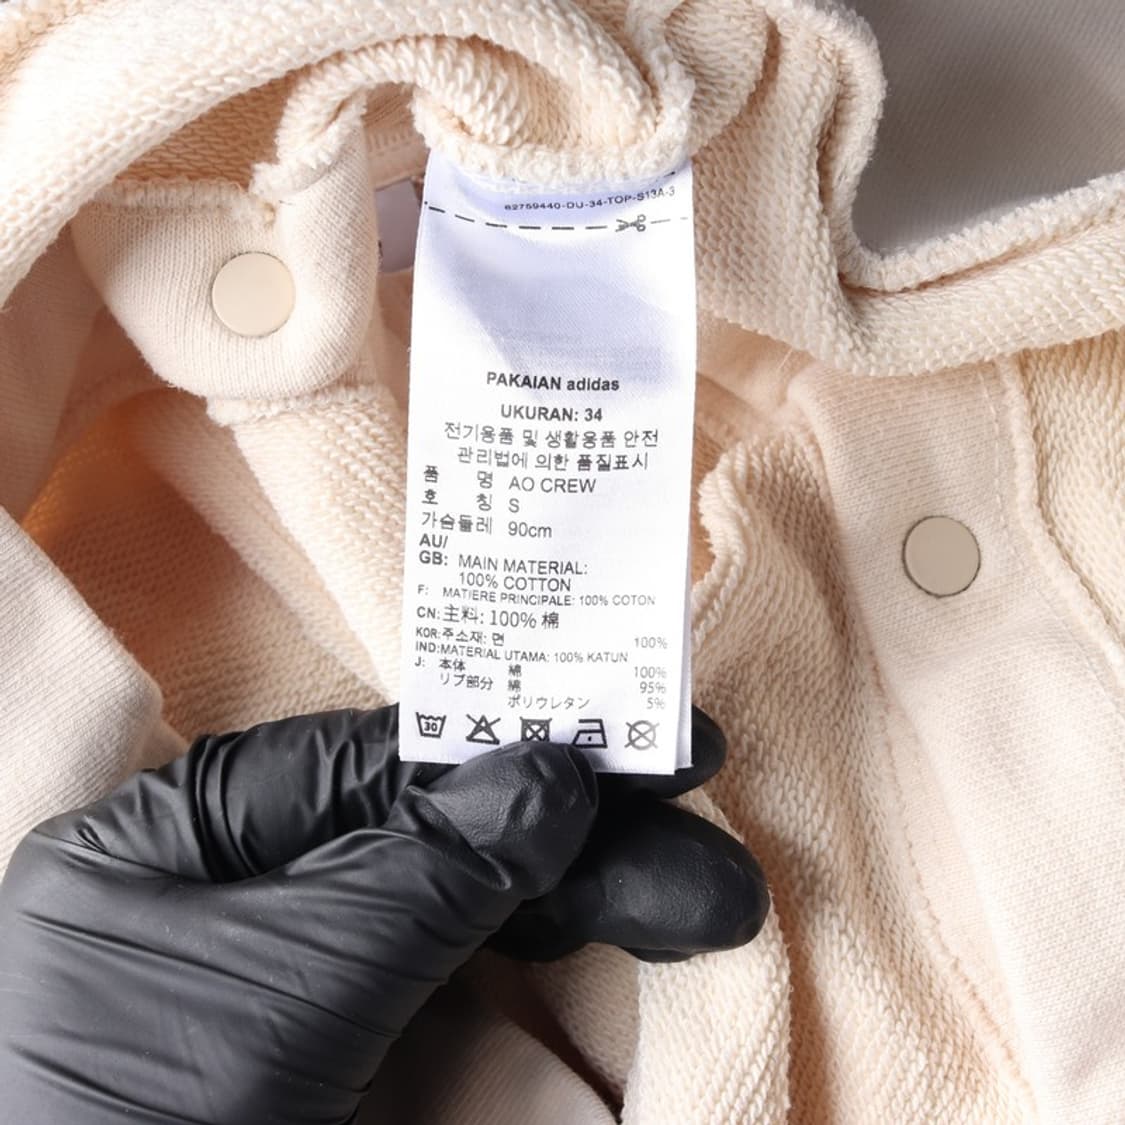 62759440-DU-34-TOP-S13A-3
PAKAIAN adidas
UKURAN: 34
전기용품 및 생활용품 안전
관리법에 의한 품질표시
품 명 AO CREW
호 칭 S
가슴둘레 90cm
AU/
GB: MAIN MATERIAL:
100% COTTON
F: MATIERE PRINCIPALE: 100% COTON
CN: 主料: 100% 棉
KOR: 주소재: 면 100%
IND: MATERIAL UTAMA: 100% KATUN
J: 本体 綿 100%
リブ部分 綿 95%
ポリウレタン 5%
30